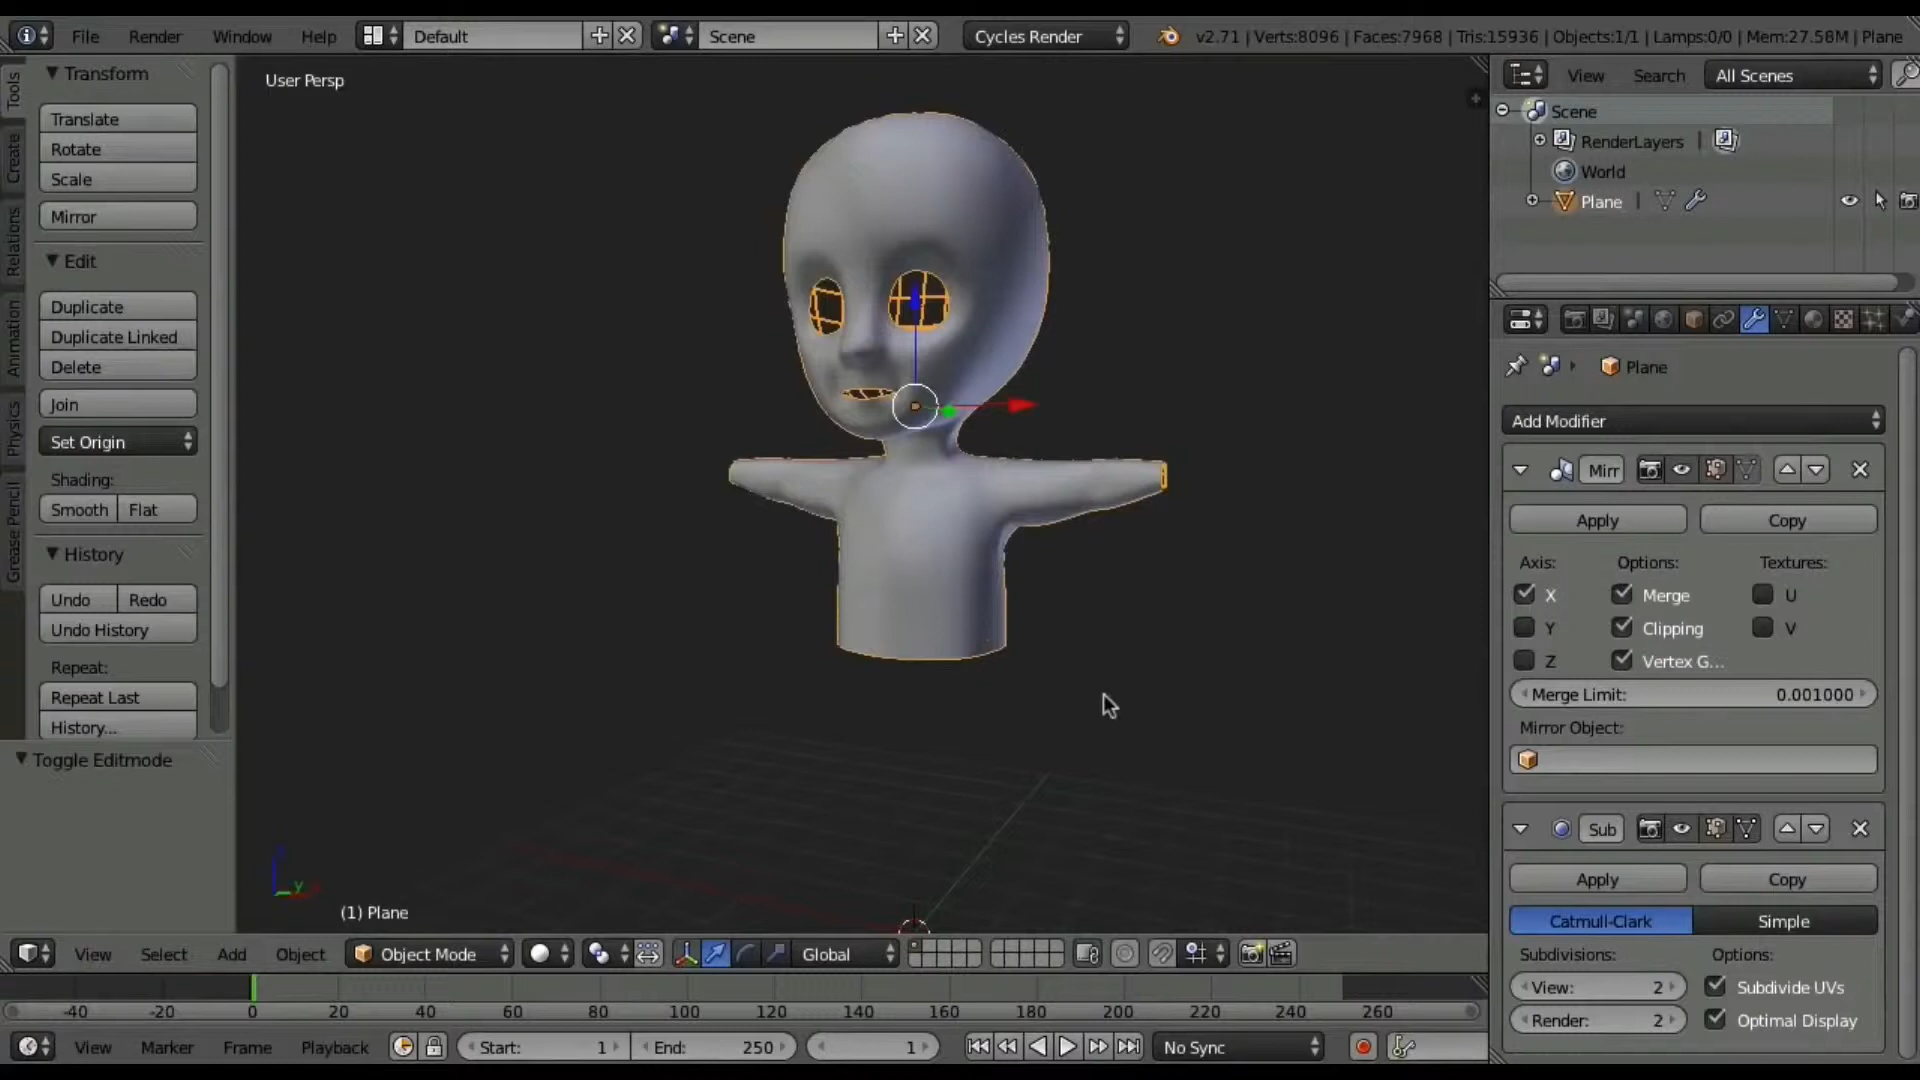 File Render Window Help Default Scene Cycles Render v2.71 | Verts:8096 | Faces:7968 | Tris:15936 | Objects:1/1 | Lamps:0/0 | Mem:27.58M | Plane
Tools
Create
Relations
Animation
Physics
Grease Pencil
Transform
Translate
Rotate
Scale
Mirror
Edit
Duplicate
Duplicate Linked
Delete
Join
Set Origin
Shading:
Smooth Flat
History
Undo Redo
Undo History
Repeat:
Repeat Last
History...
Toggle Editmode
User Persp
(1) Plane
View Search All Scenes
Scene
RenderLayers
World
Plane
Plane
Add Modifier
Mirr
Apply Copy
Axis: Options: Textures:
X Merge U
Y Clipping V
Z Vertex G...
Merge Limit: 0.001000
Mirror Object:
Sub
Apply Copy
Catmull-Clark Simple
Subdivisions: Options:
View: 2 Subdivide UVs
Render: 2 Optimal Display
View Select Add Object Object Mode Global
-40 -20 0 20 40 60 80 100 120 140 160 180 200 220 240 260
View Marker Frame Playback Start: 1 End: 250 1 No Sync